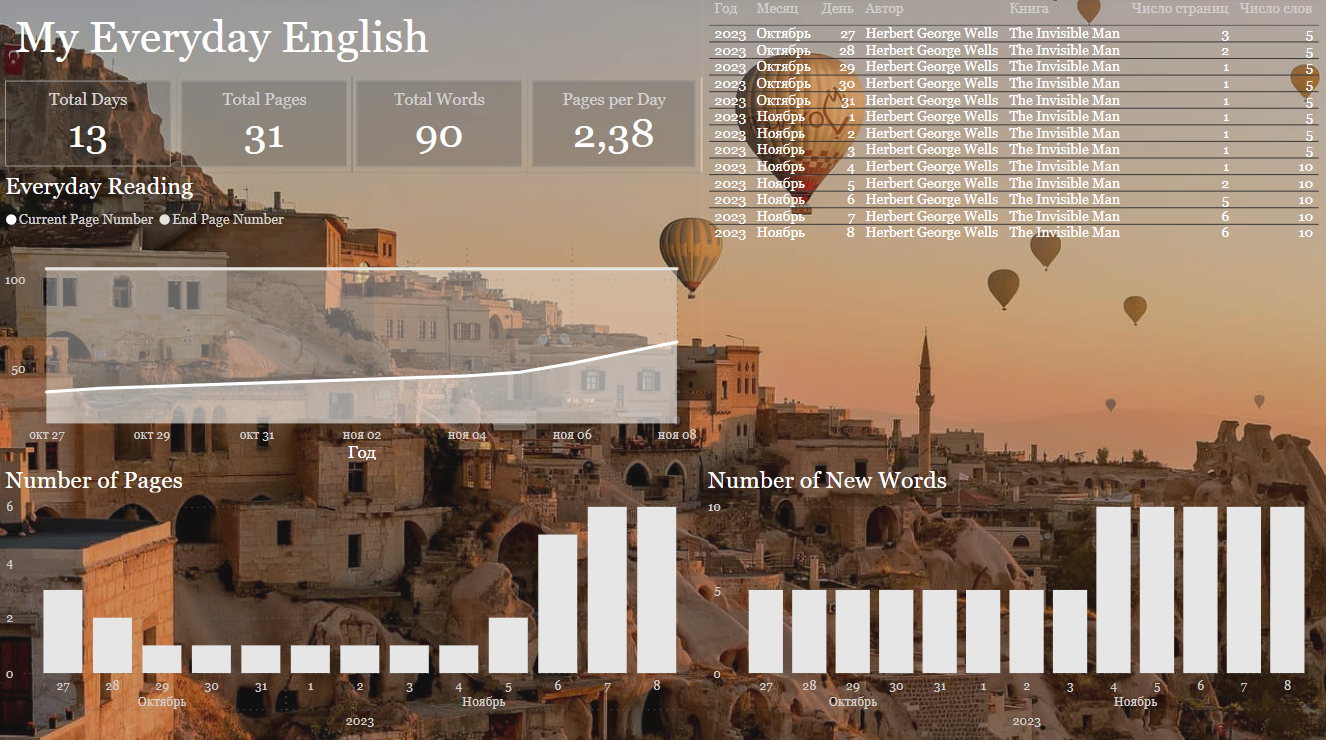 My Everyday English
Total Days
13
Total Pages
31
Total Words
90
Pages per Day
2,38
Год Месяц День Автор Книга Число страниц Число слов
2023 Октябрь 27 Herbert George Wells The Invisible Man 3 5
2023 Октябрь 28 Herbert George Wells The Invisible Man 2 5
2023 Октябрь 29 Herbert George Wells The Invisible Man 1 5
2023 Октябрь 30 Herbert George Wells The Invisible Man 1 5
2023 Октябрь 31 Herbert George Wells The Invisible Man 1 5
2023 Ноябрь 1 Herbert George Wells The Invisible Man 1 5
2023 Ноябрь 2 Herbert George Wells The Invisible Man 1 5
2023 Ноябрь 3 Herbert George Wells The Invisible Man 1 5
2023 Ноябрь 4 Herbert George Wells The Invisible Man 1 10
2023 Ноябрь 5 Herbert George Wells The Invisible Man 2 10
2023 Ноябрь 6 Herbert George Wells The Invisible Man 5 10
2023 Ноябрь 7 Herbert George Wells The Invisible Man 6 10
2023 Ноябрь 8 Herbert George Wells The Invisible Man 6 10
Everyday Reading
Current Page Number End Page Number
100
50
окт 27 окт 29 окт 31 ноя 02 ноя 04 ноя 06 ноя 08
Год
Number of Pages
6
4
2
0
27 28 29 30 31 1 2 3 4 5 6 7 8
Октябрь Ноябрь
2023
Number of New Words
10
5
0
27 28 29 30 31 1 2 3 4 5 6 7 8
Октябрь Ноябрь
2023